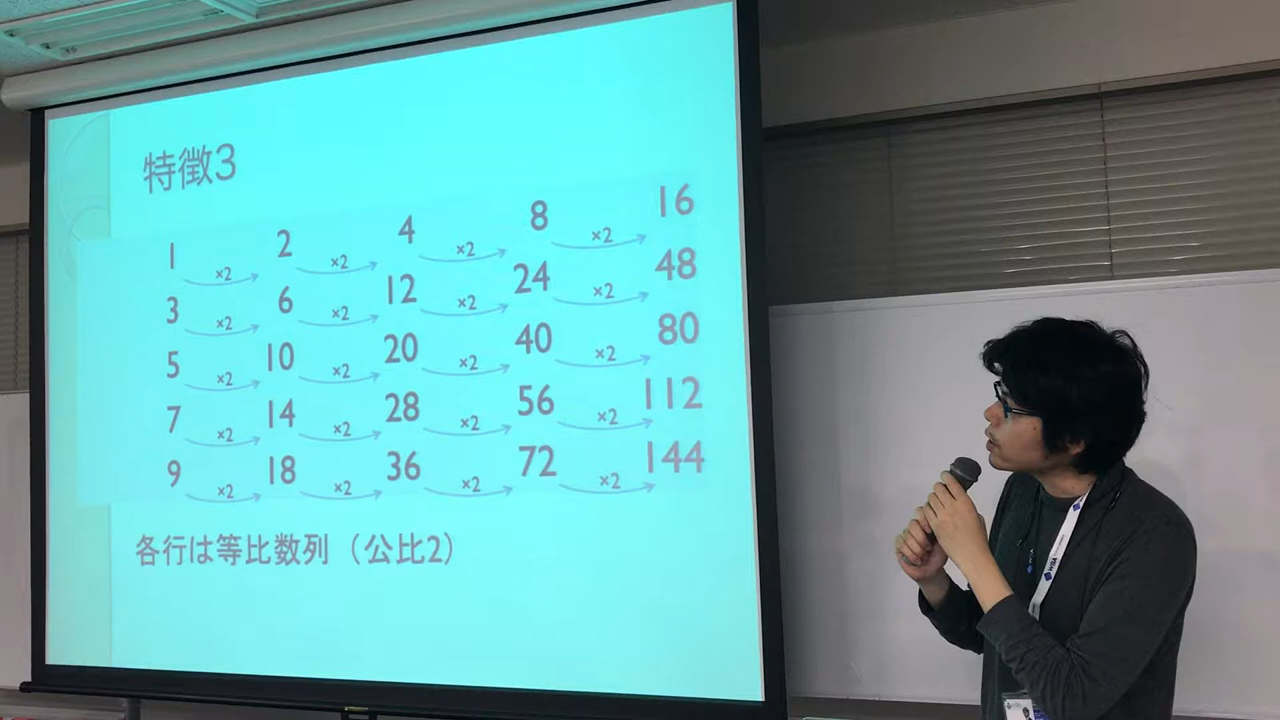 特徴3
1 ×2 2 ×2 4 ×2 8 ×2 16
3 ×2 6 ×2 12 ×2 24 ×2 48
5 ×2 10 ×2 20 ×2 40 ×2 80
7 ×2 14 ×2 28 ×2 56 ×2 112
9 ×2 18 ×2 36 ×2 72 ×2 144
各行は等比数列（公比2）